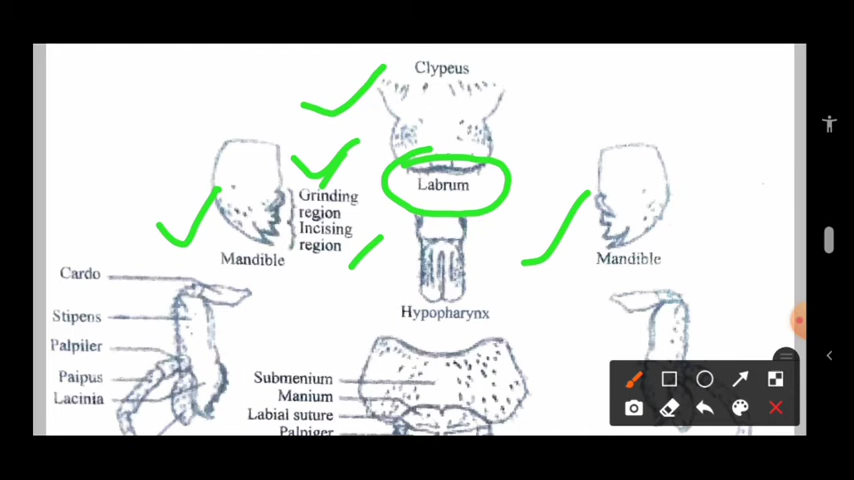 Clypeus
Labrum
Grinding
region
Incising
region
Mandible
Mandible
Hypopharynx
Cardo
Stipens
Palpiler
Paipus
Lacinia
Submenium
Manium
Labial suture
Palpiger